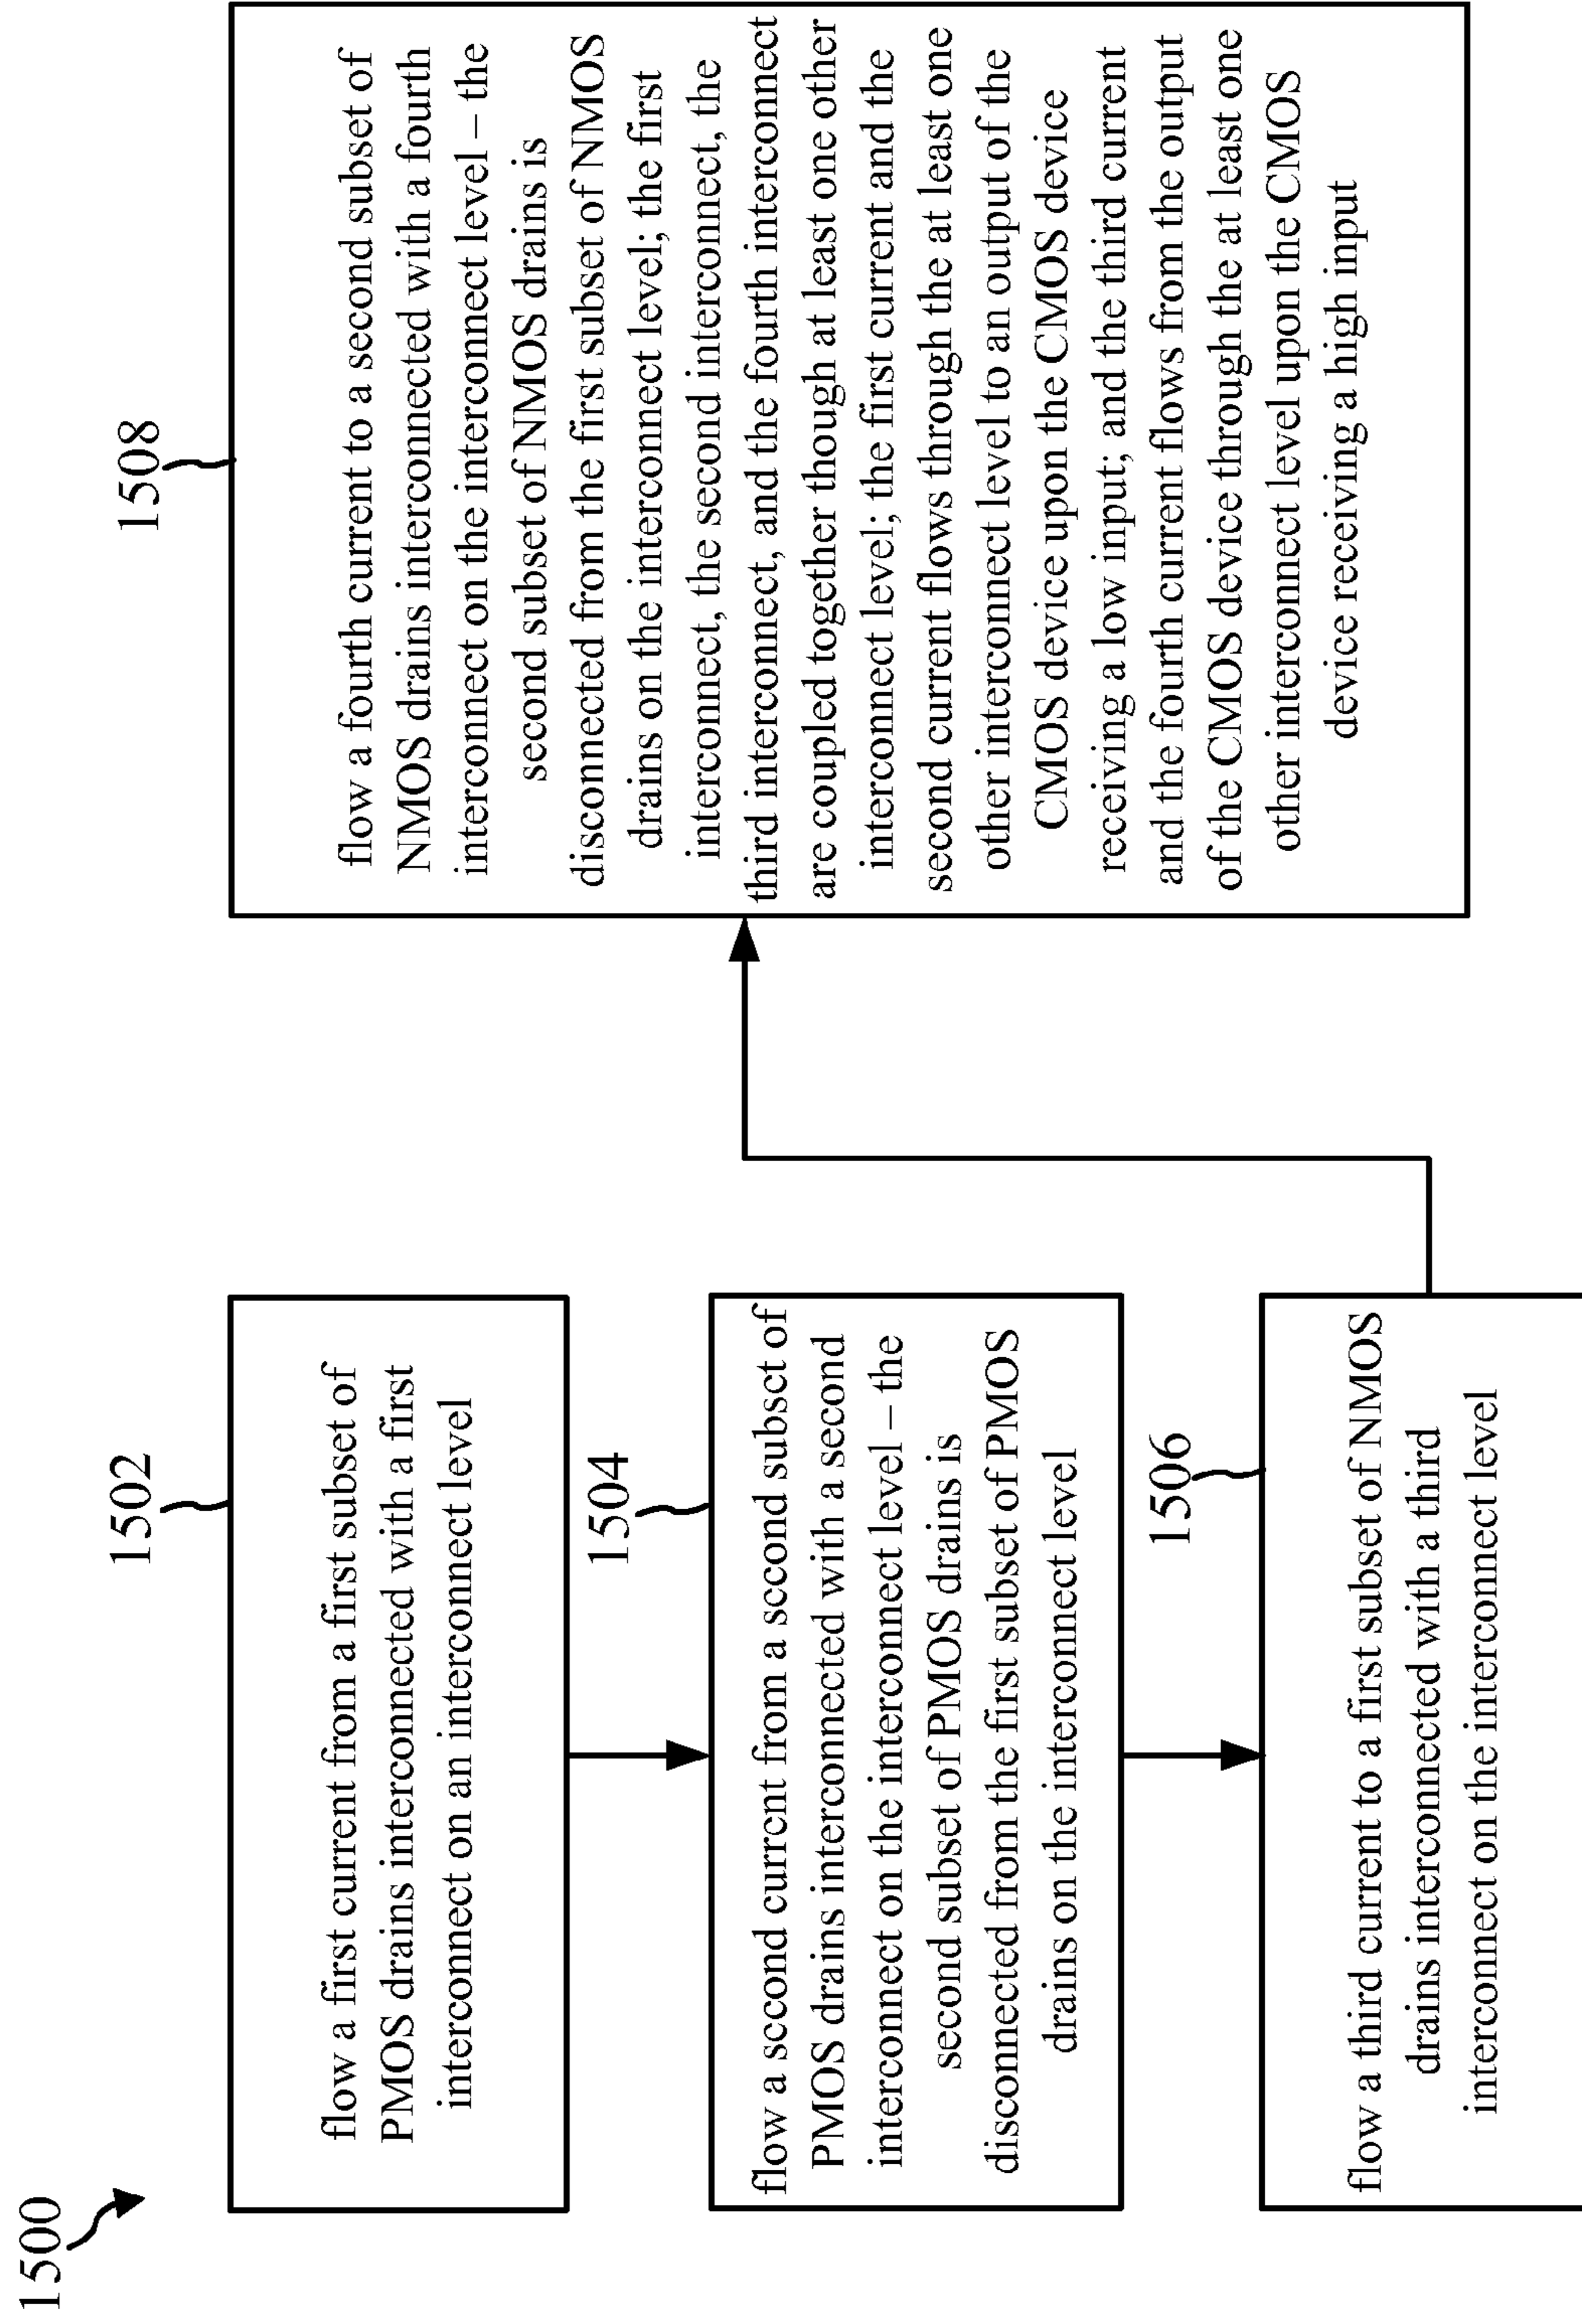 1500
1502
flow a first current from a first subset of
PMOS drains interconnected with a first
interconnect on an interconnect level
1504
flow a second current from a second subset of
PMOS drains interconnected with a second
interconnect on the interconnect level – the
second subset of PMOS drains is
disconnected from the first subset of PMOS
drains on the interconnect level
1506
flow a third current to a first subset of NMOS
drains interconnected with a third
interconnect on the interconnect level
1508
flow a fourth current to a second subset of
NMOS drains interconnected with a fourth
interconnect on the interconnect level – the
second subset of NMOS drains is
disconnected from the first subset of NMOS
drains on the interconnect level; the first
interconnect, the second interconnect, the
third interconnect, and the fourth interconnect
are coupled together though at least one other
interconnect level; the first current and the
second current flows through the at least one
other interconnect level to an output of the
CMOS device upon the CMOS device
receiving a low input; and the third current
and the fourth current flows from the output
of the CMOS device through the at least one
other interconnect level upon the CMOS
device receiving a high input